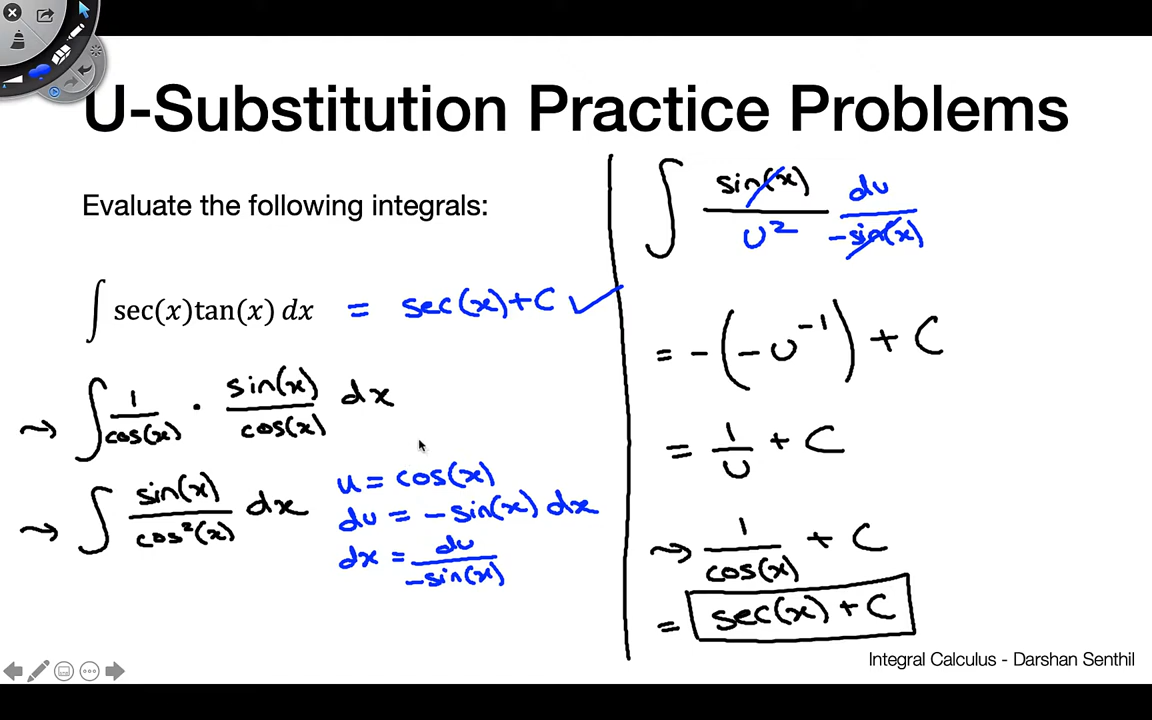 U-Substitution Practice Problems
Evaluate the following integrals:
∫ sec(x)tan(x) dx = sec(x)+C ✓
→ ∫ 1/cos(x) · sin(x)/cos(x) dx
→ ∫ sin(x)/cos²(x) dx
u = cos(x)
du = -sin(x) dx
dx = du/-sin(x)
∫ sin(x)/u² du/-sin(x)
= -(-u⁻¹) + C
= 1/u + C
→ 1/cos(x) + C
= sec(x) + C
Integral Calculus - Darshan Senthil